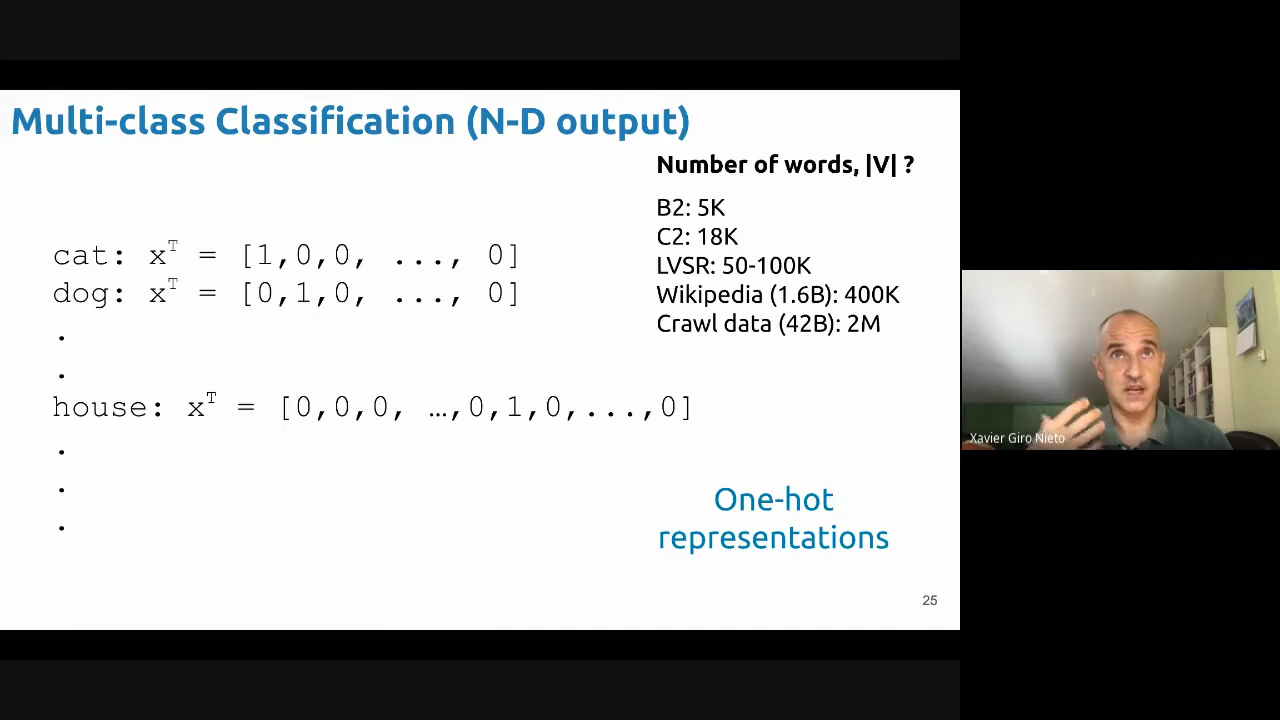 Multi-class Classification (N-D output)
Number of words, |V| ?
B2: 5K
C2: 18K
LVSR: 50-100K
Wikipedia (1.6B): 400K
Crawl data (42B): 2M
cat: xᵀ = [1,0,0, ..., 0]
dog: xᵀ = [0,1,0, ..., 0]
.
.
house: xᵀ = [0,0,0, …,0,1,0,...,0]
.
.
.
One-hot
representations
25
Xavier Giro Nieto